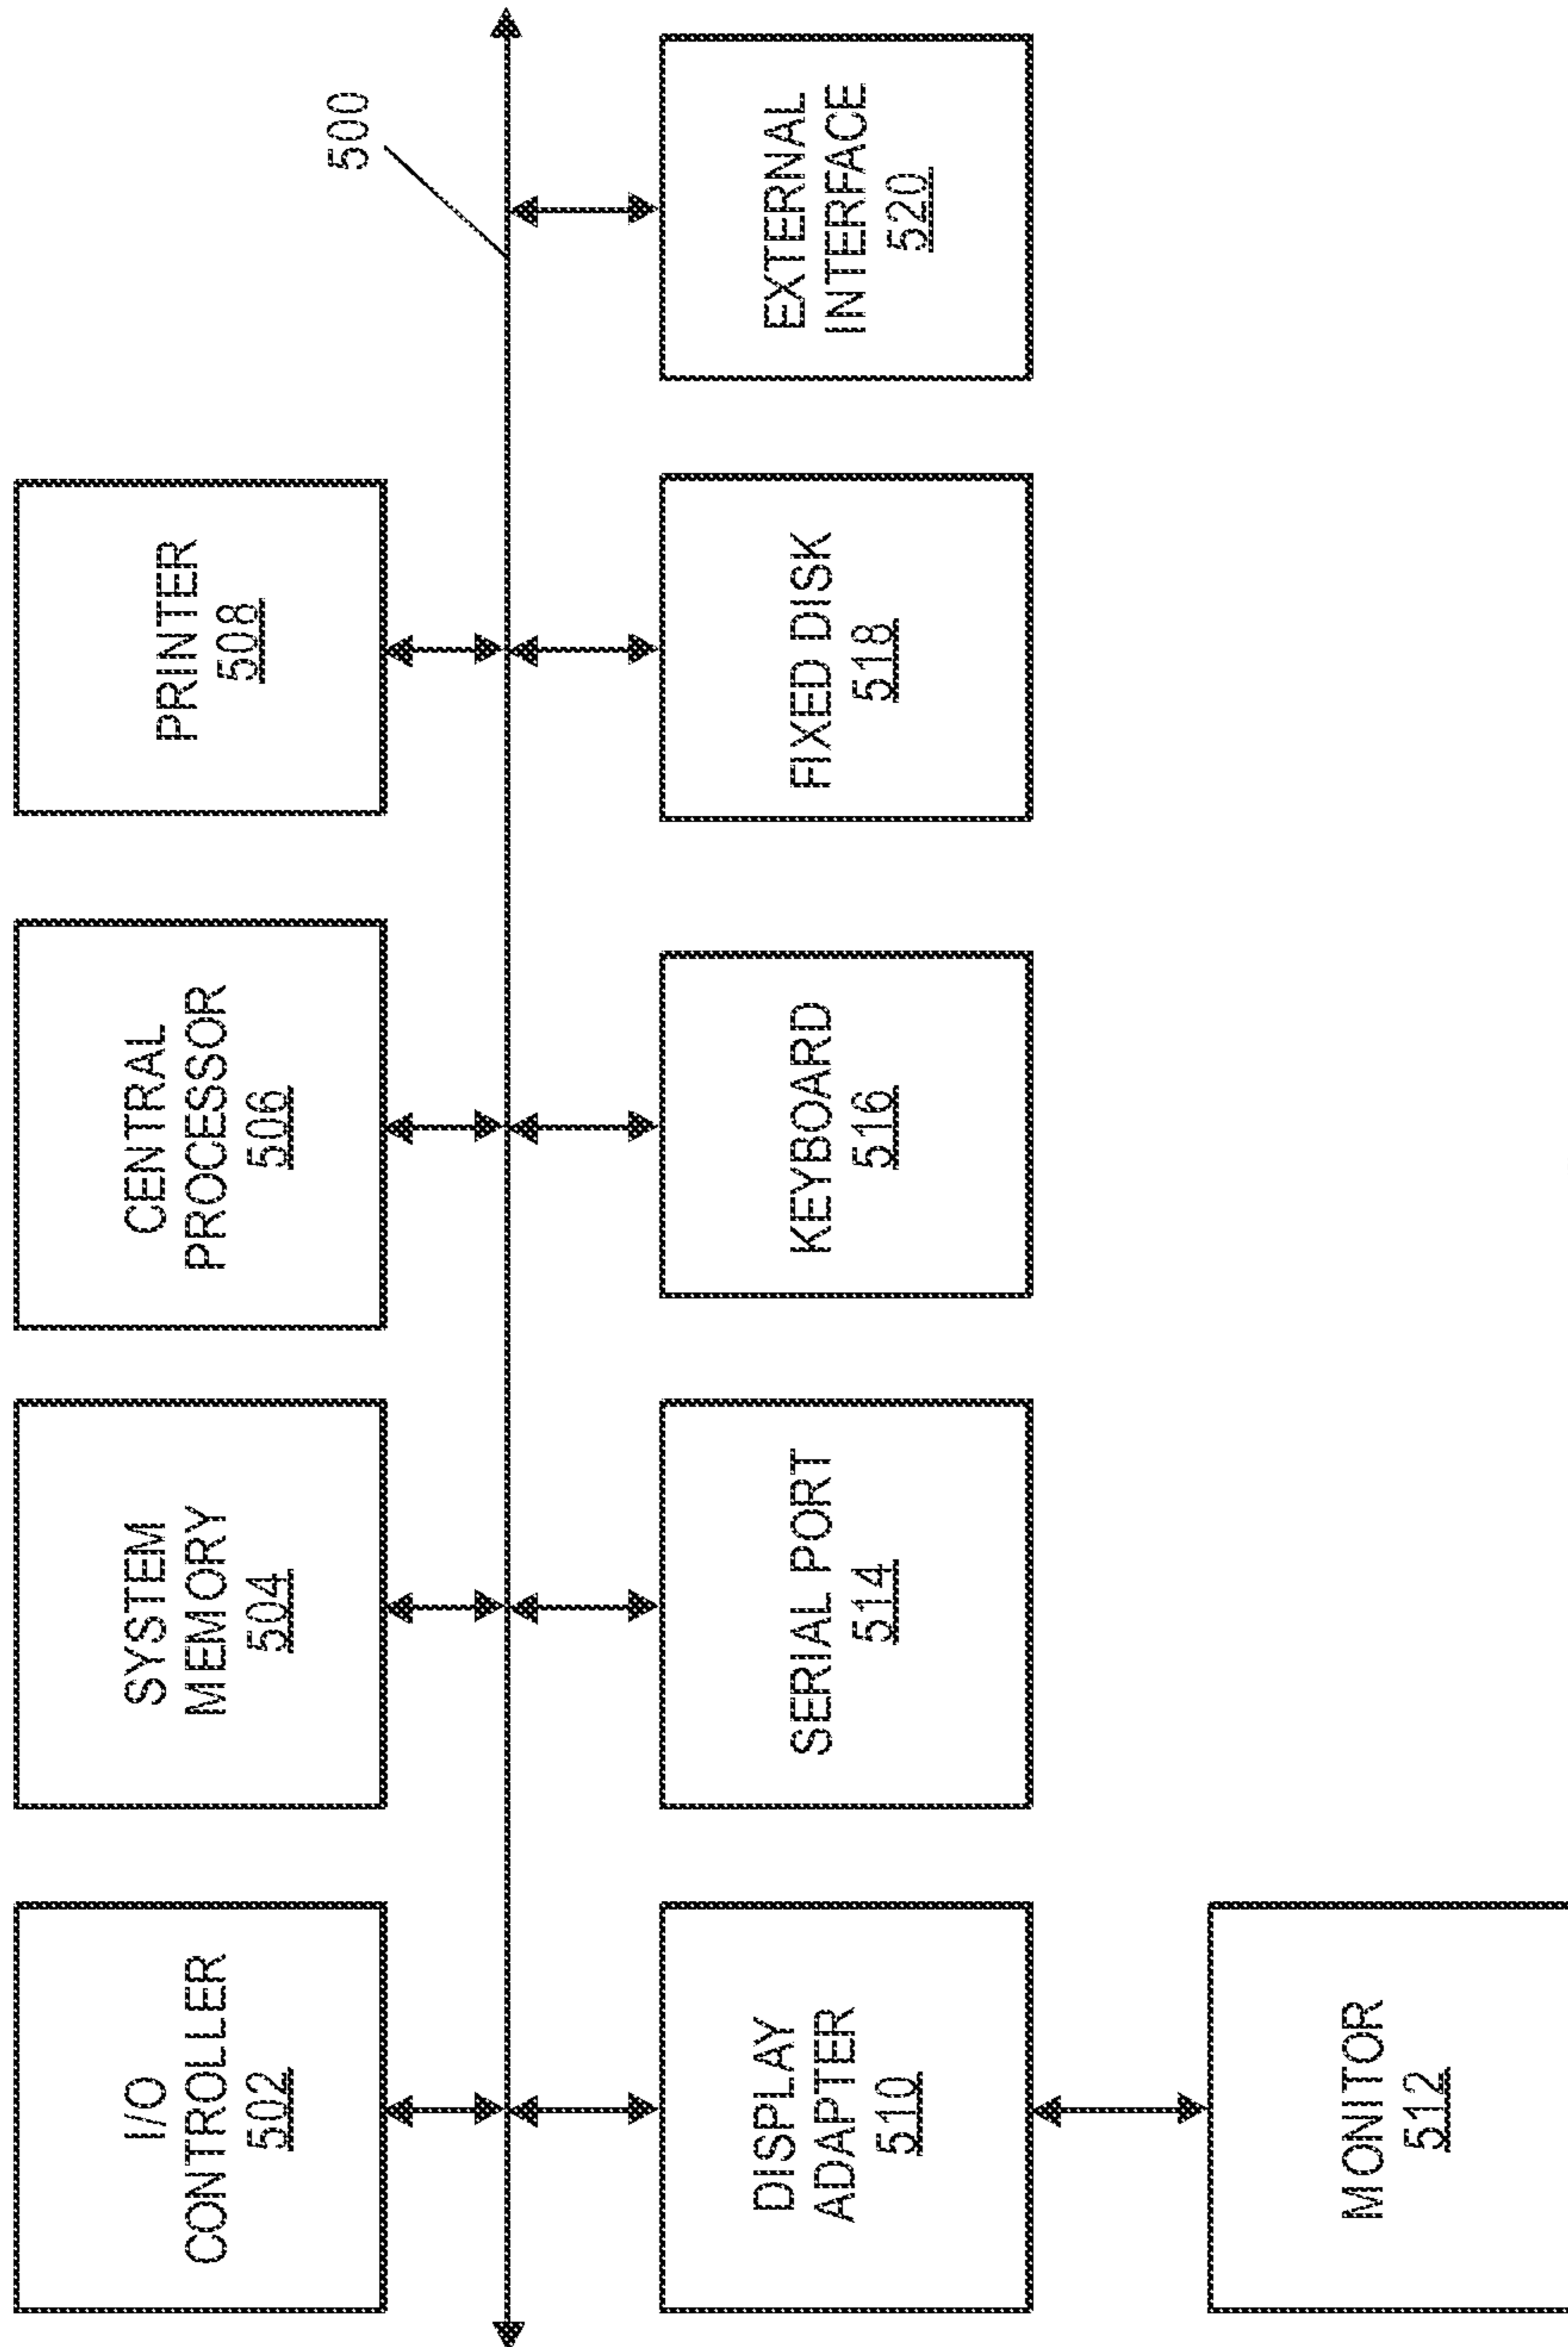 I/O
CONTROLLER
502
SYSTEM
MEMORY
504
CENTRAL
PROCESSOR
506
PRINTER
508
500
DISPLAY
ADAPTER
510
SERIAL PORT
514
KEYBOARD
516
FIXED DISK
518
EXTERNAL
INTERFACE
520
MONITOR
512